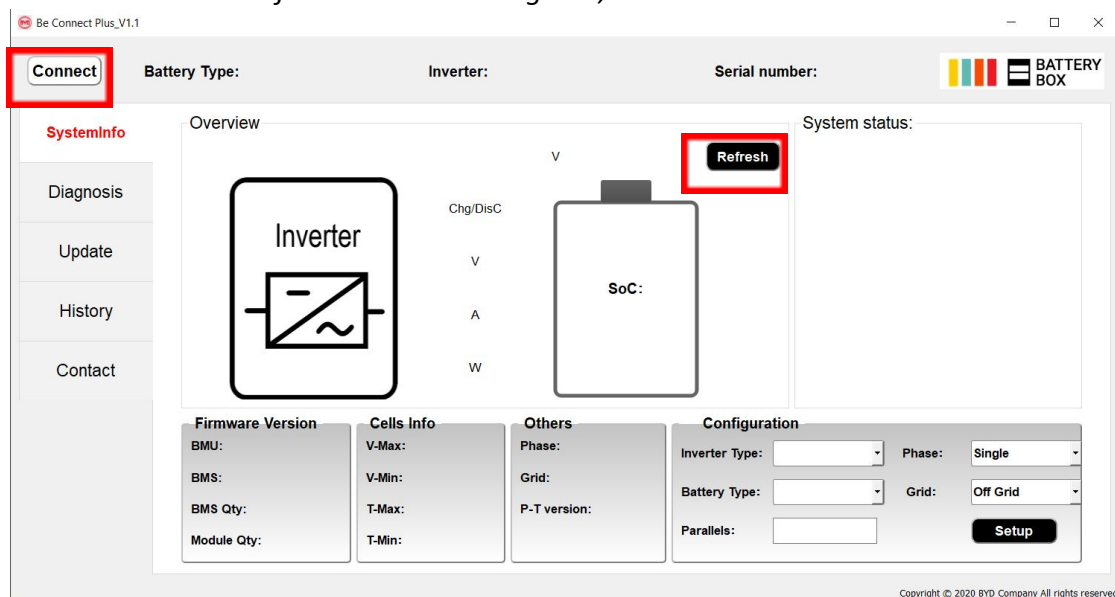 Be Connect Plus_V1.1
Connect Battery Type: Inverter: Serial number: BATTERY BOX
SystemInfo
Diagnosis
Update
History
Contact
Overview
V
Refresh
Inverter
Chg/DisC
V
A
W
SoC:
System status:
Firmware Version
BMU:
BMS:
BMS Qty:
Module Qty:
Cells Info
V-Max:
V-Min:
T-Max:
T-Min:
Others
Phase:
Grid:
P-T version:
Configuration
Inverter Type: Phase: Single
Battery Type: Grid: Off Grid
Parallels: Setup
Copyright © 2020 BYD Company All rights reserved